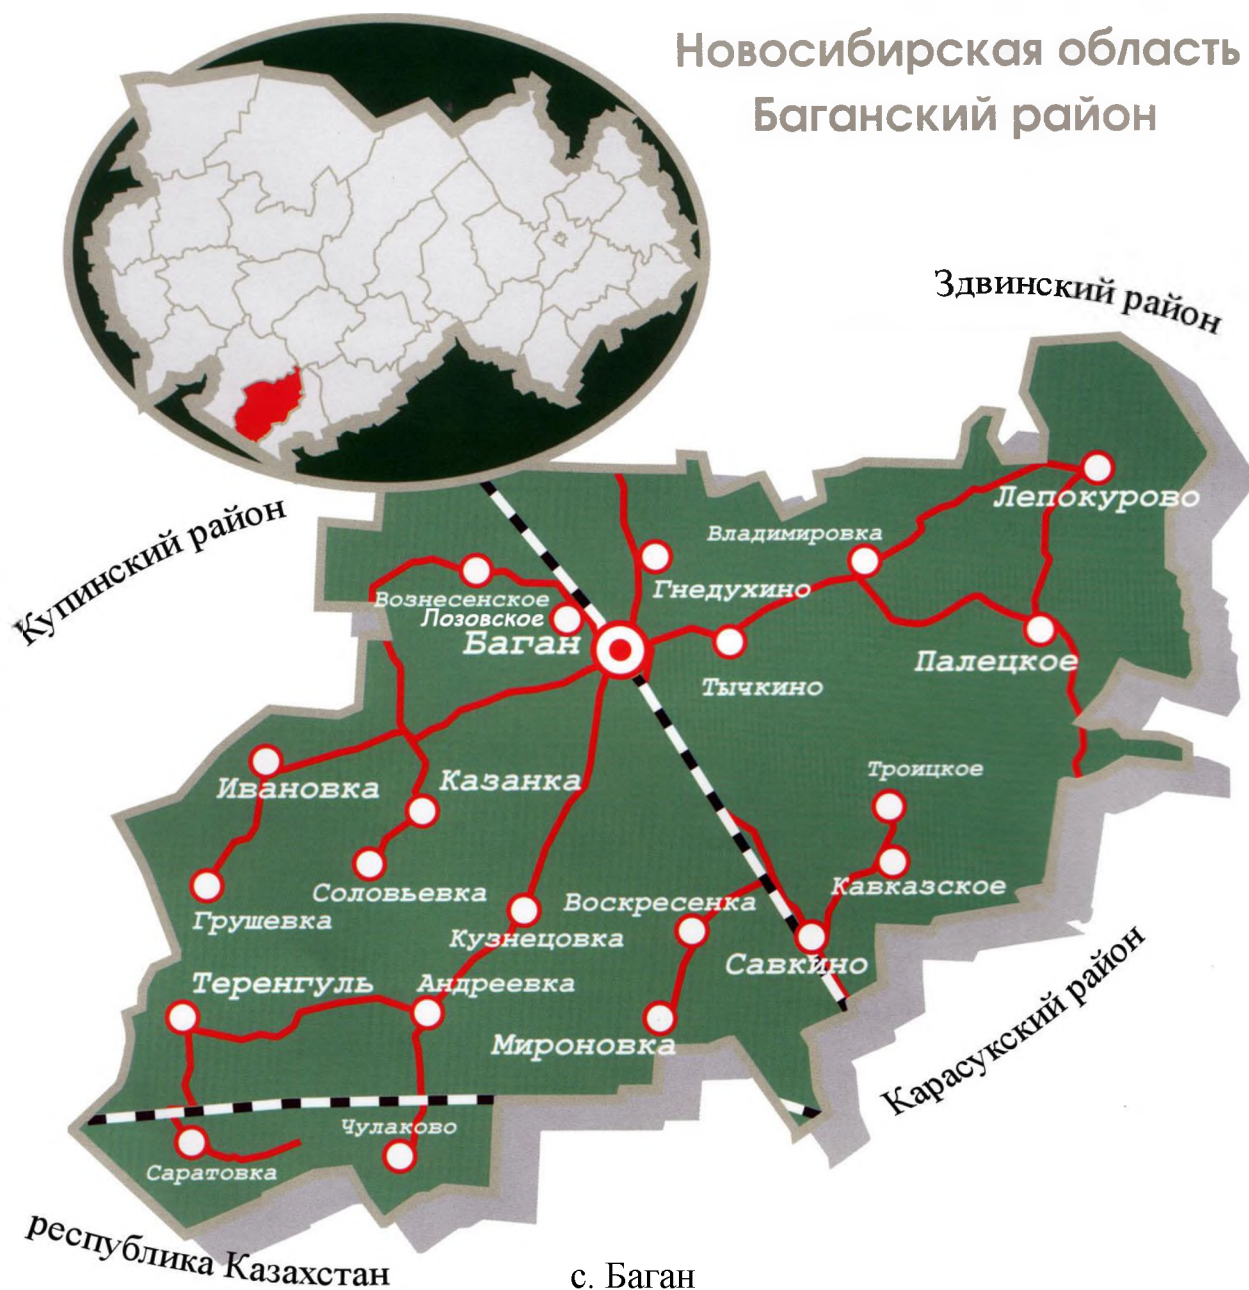 Новосибирская область
Баганский район
Здвинский район
Лепокурово
Купинский район
Владимировка
Гнедухино
Вознесенское
Лозовское
Баган
Палецкое
Тычкино
Троицкое
Ивановка
Казанка
Соловьевка
Воскресенка
Кавказское
Грушевка
Кузнецовка
Савкино
Теренгуль
Андреевка
Мироновка
Карасукский район
Чулаково
Саратовка
республика Казахстан
с. Баган